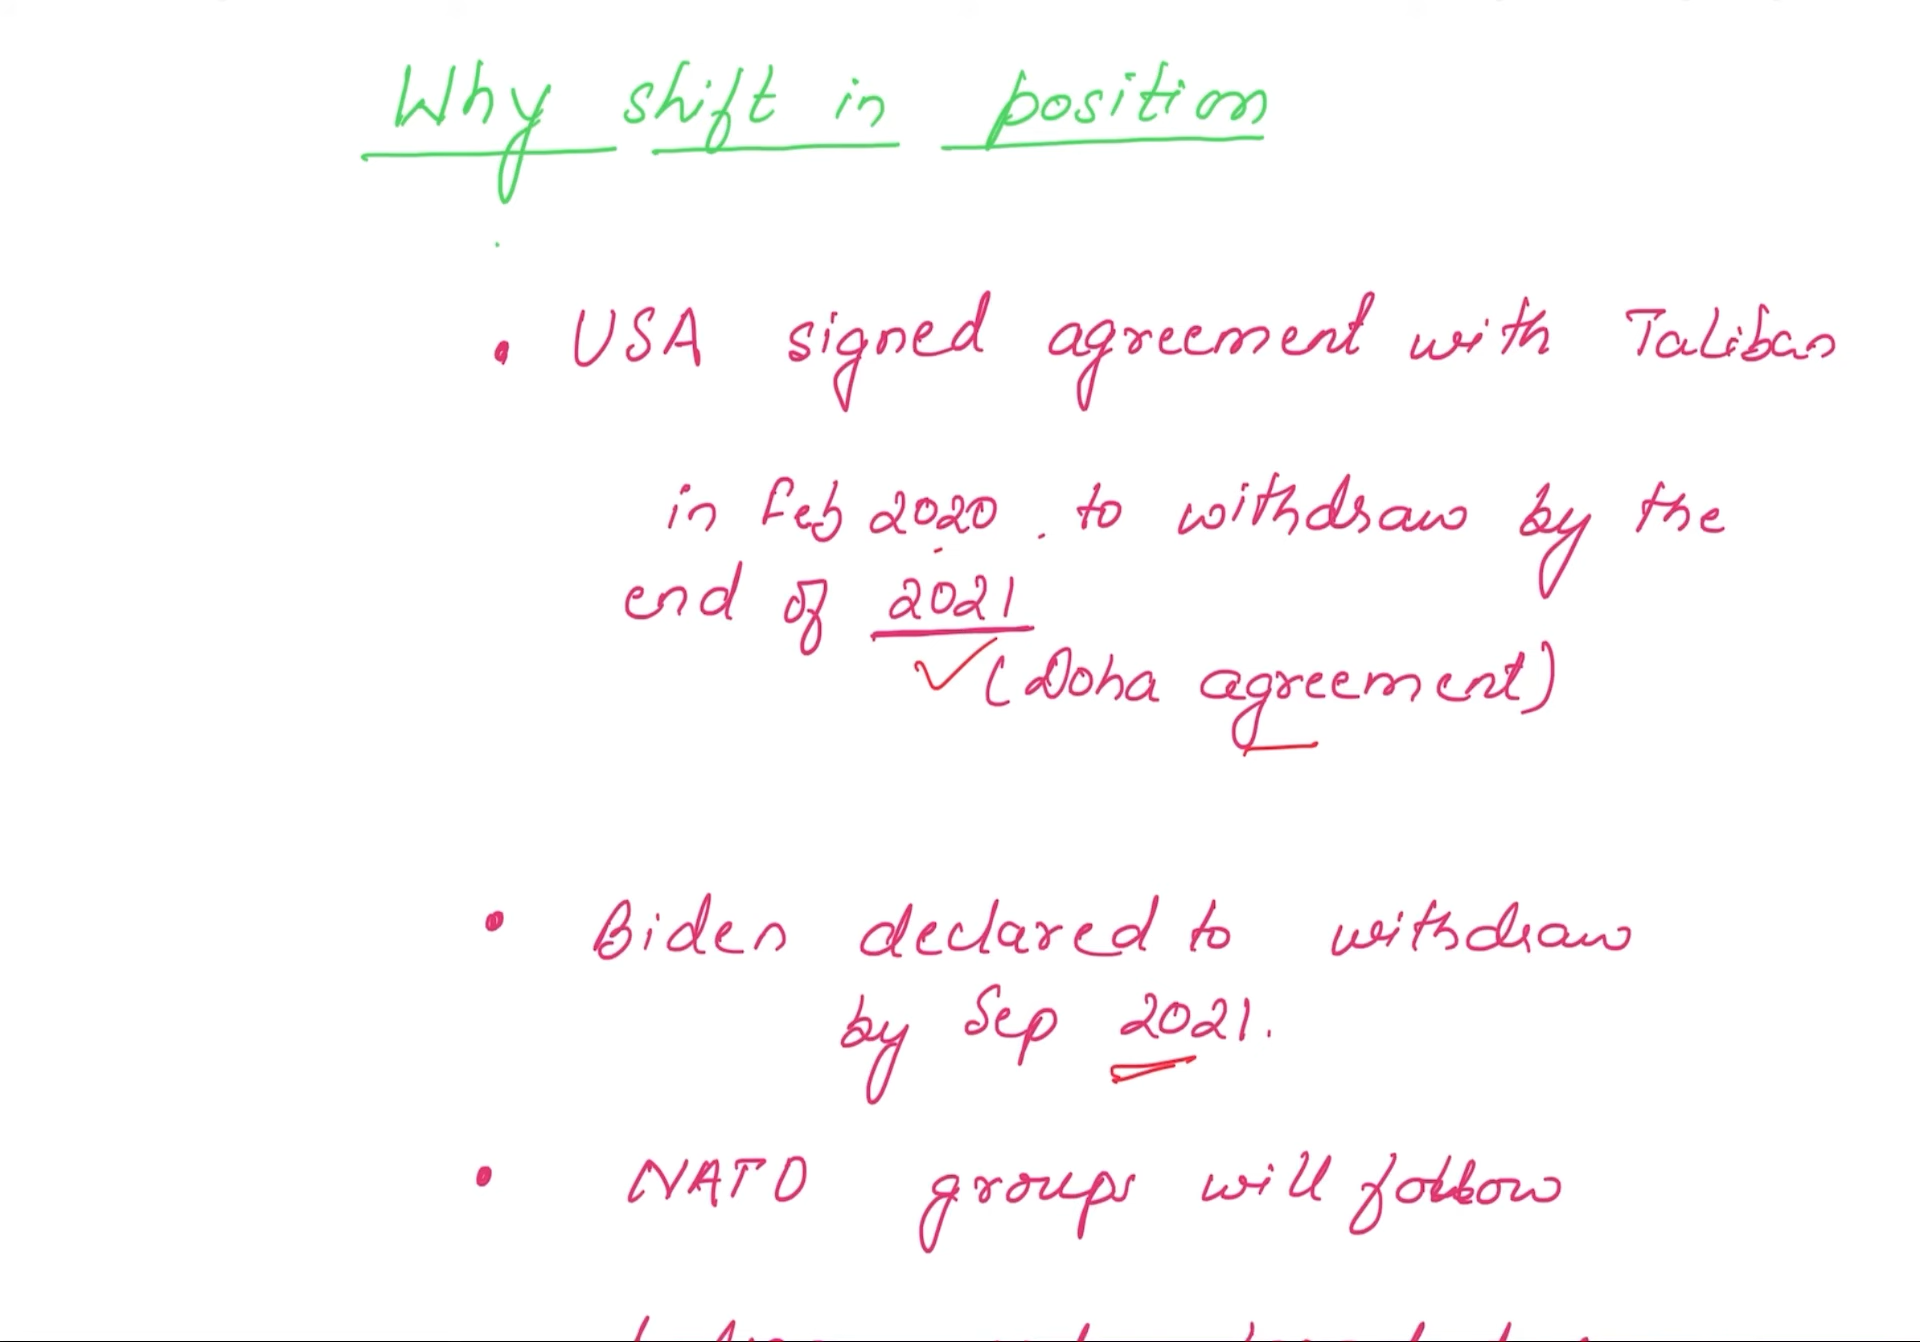 Why shift in position
• USA signed agreement with Taliban
in Feb 2020. to withdraw by the
end of 2021
(Doha agreement)
• Biden declared to withdraw
by Sep 2021.
• NATO groups will follow